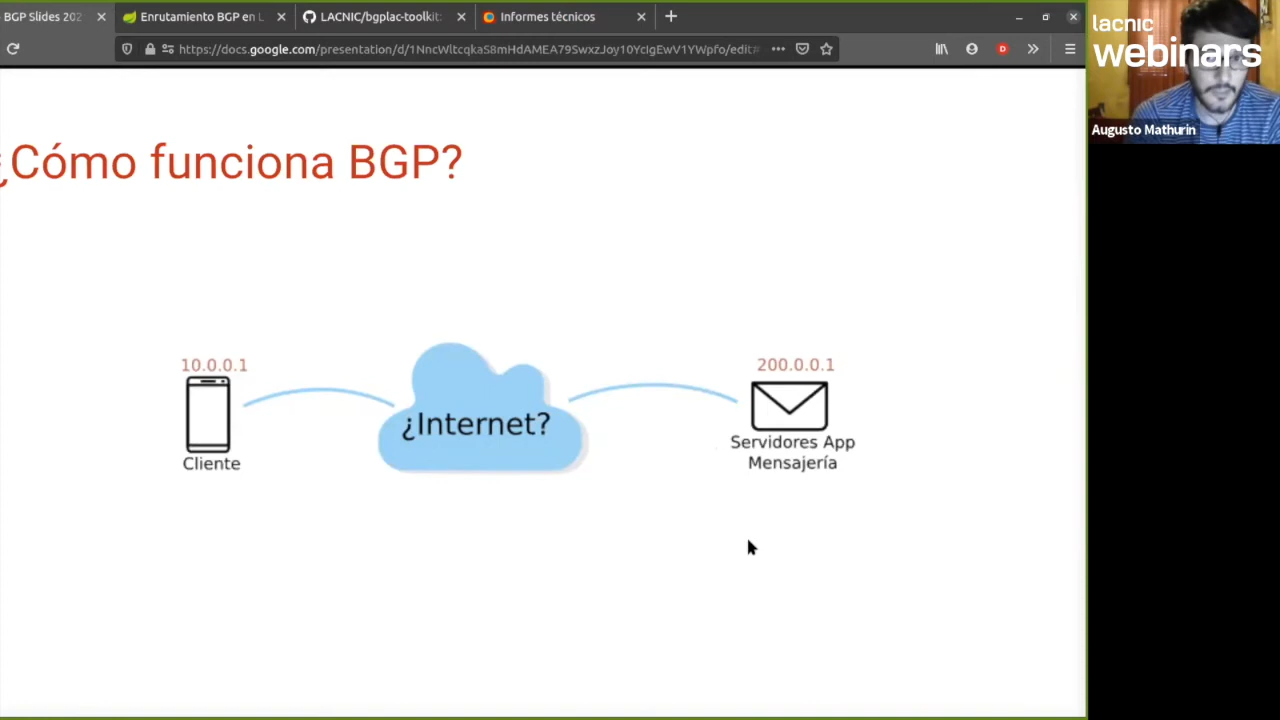 BGP Slides 202
Enrutamiento BGP en L
LACNIC/bgplac-toolkit:
Informes técnicos
https://docs.google.com/presentation/d/1NncWltcqkaS8mHdAMEA79SwxzJoy10YcIgEwV1YWpfo/edit#
lacnic
webinars
Augusto Mathurin
¿Cómo funciona BGP?
10.0.0.1
200.0.0.1
¿Internet?
Servidores App
Mensajería
Cliente